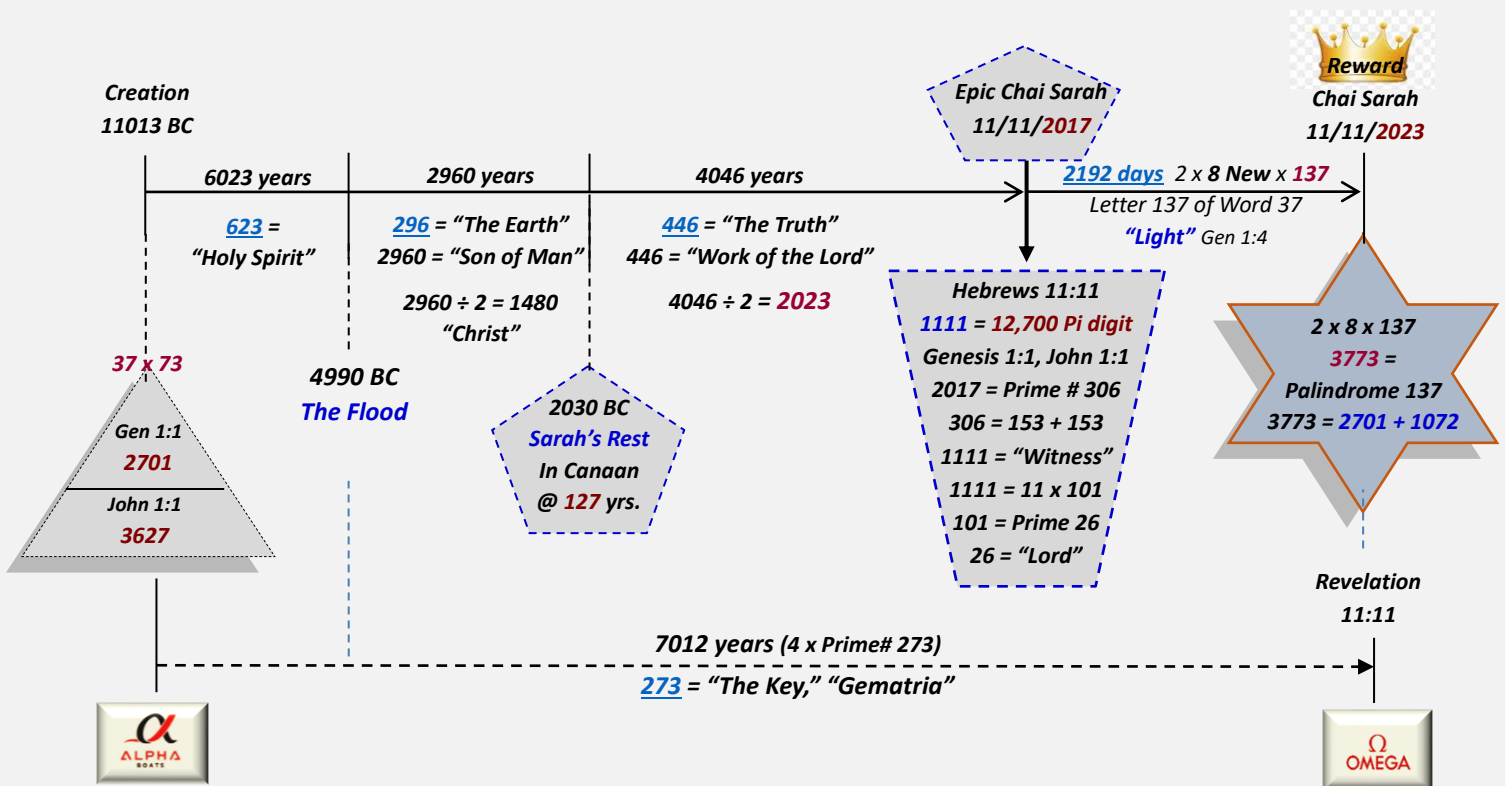 Creation
11013 BC
6023 years
623 =
“Holy Spirit”
2960 years
296 = “The Earth”
2960 = “Son of Man”
2960 ÷ 2 = 1480
“Christ”
4046 years
446 = “The Truth”
446 = “Work of the Lord”
4046 ÷ 2 = 2023
Epic Chai Sarah
11/11/2017
Reward
Chai Sarah
11/11/2023
2192 days 2 x 8 New x 137
Letter 137 of Word 37
“Light” Gen 1:4
37 x 73
Gen 1:1
2701
John 1:1
3627
4990 BC
The Flood
2030 BC
Sarah’s Rest
In Canaan
@ 127 yrs.
Hebrews 11:11
1111 = 12,700 Pi digit
Genesis 1:1, John 1:1
2017 = Prime # 306
306 = 153 + 153
1111 = “Witness”
1111 = 11 x 101
101 = Prime 26
26 = “Lord”
2 x 8 x 137
3773 =
Palindrome 137
3773 = 2701 + 1072
Revelation
11:11
7012 years (4 x Prime# 273)
273 = “The Key,” “Gematria”
α
ALPHA
BOATS
Ω
OMEGA